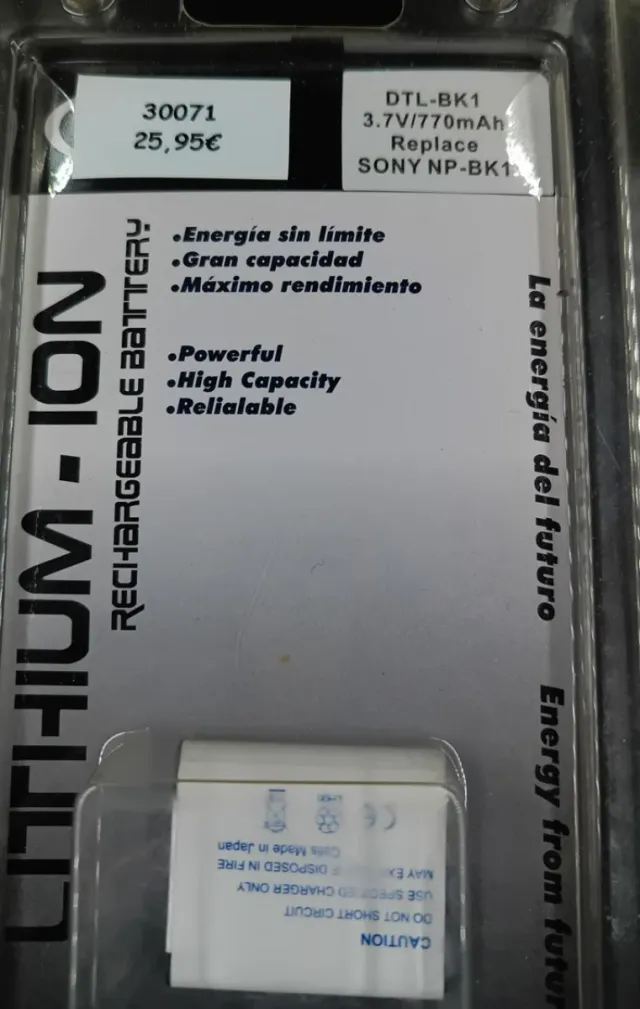 30071
25,95€
DTL-BK1
3.7V/770mAh
Replace
SONY NP-BK1
•Energía sin límite
•Gran capacidad
•Máximo rendimiento
•Powerful
•High Capacity
•Relialable
LITHIUM - ION
RECHARGEABLE BATTERY
La energía del futuro
Energy from futur
CAUTION
DO NOT SHORT CIRCUIT
USE SPECIFIED CHARGER ONLY
MAY IF DISPOSED IN FIRE
Cells Made in Japan
CE